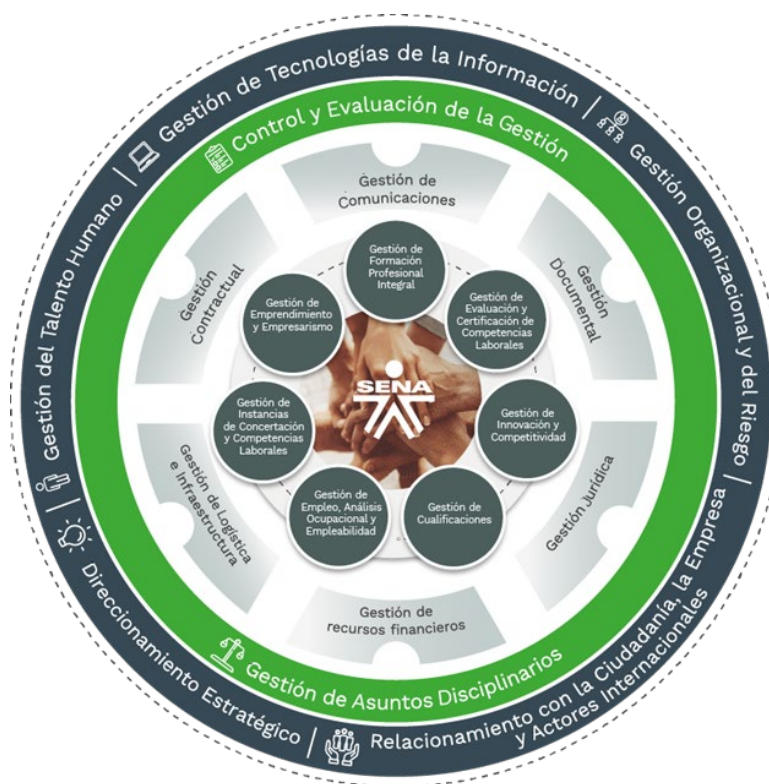 Gestión de Tecnologías de la Información
Gestión Organizacional y del Riesgo
Relacionamiento con la Ciudadanía, la Empresa
y Actores Internacionales
Direccionamiento Estratégico
Gestión del Talento Humano
Control y Evaluación de la Gestión
Gestión de Asuntos Disciplinarios
Gestión de
Comunicaciones
Gestión
Documental
Gestión Jurídica
Gestión de
recursos financieros
Gestión de Logística
e Infraestructura
Gestión
Contractual
Gestión de
Formación
Profesional
Integral
Gestión de
Evaluación y
Certificación de
Competencias
Laborales
Gestión de
Innovación y
Competitividad
Gestión de
Cualificaciones
Gestión de
Empleo, Análisis
Ocupacional y
Empleabilidad
Gestión de
Instancias
de Concertación
y Competencias
Laborales
Gestión de
Emprendimiento
y Empresarismo
SENA